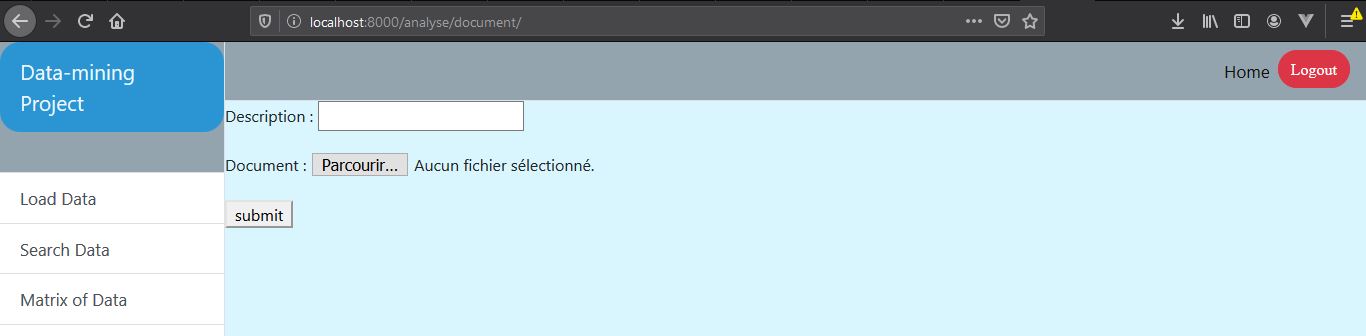 localhost:8000/analyse/document/
Data-mining
Project
Home
Logout
Description :
Document : Parcourir... Aucun fichier sélectionné.
submit
Load Data
Search Data
Matrix of Data